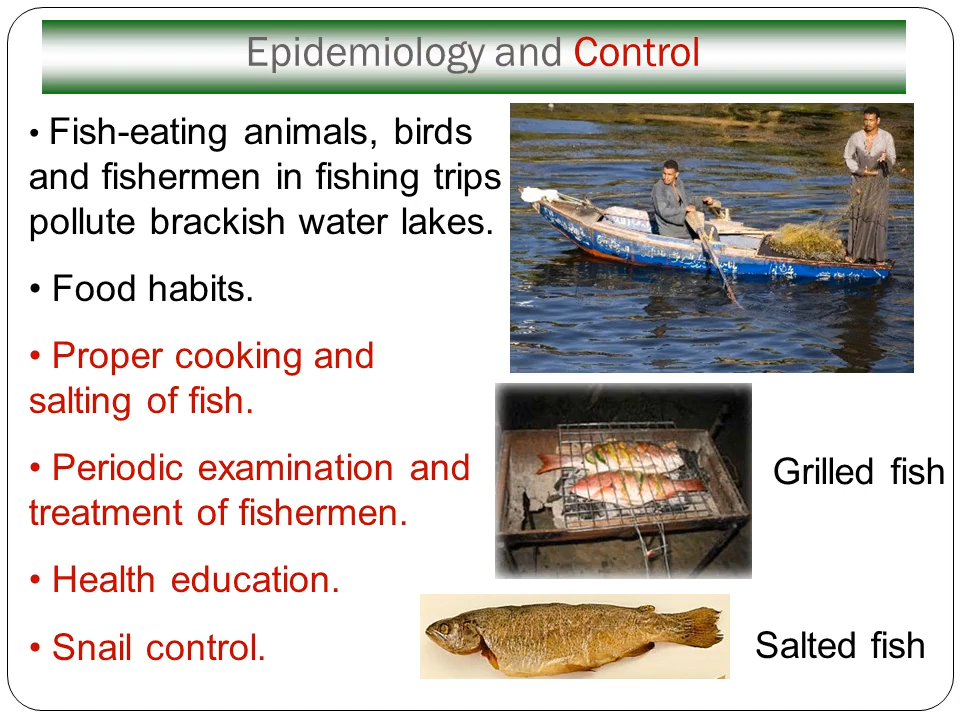 Epidemiology and Control
• Fish-eating animals, birds
and fishermen in fishing trips
pollute brackish water lakes.
• Food habits.
• Proper cooking and
salting of fish.
• Periodic examination and
treatment of fishermen.
• Health education.
• Snail control.
Grilled fish
Salted fish